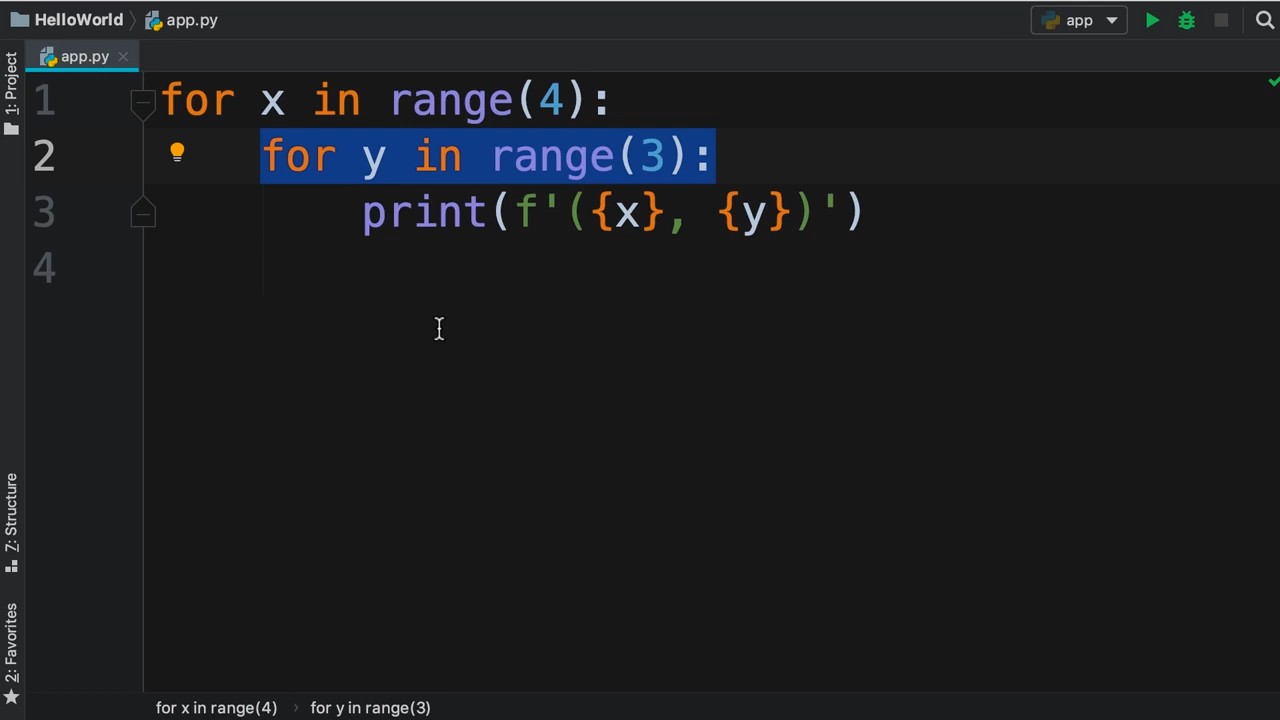 HelloWorld app.py app
app.py
1: Project
1 for x in range(4):
2 for y in range(3):
3 print(f'({x}, {y})')
4
7: Structure
2: Favorites
for x in range(4) › for y in range(3)